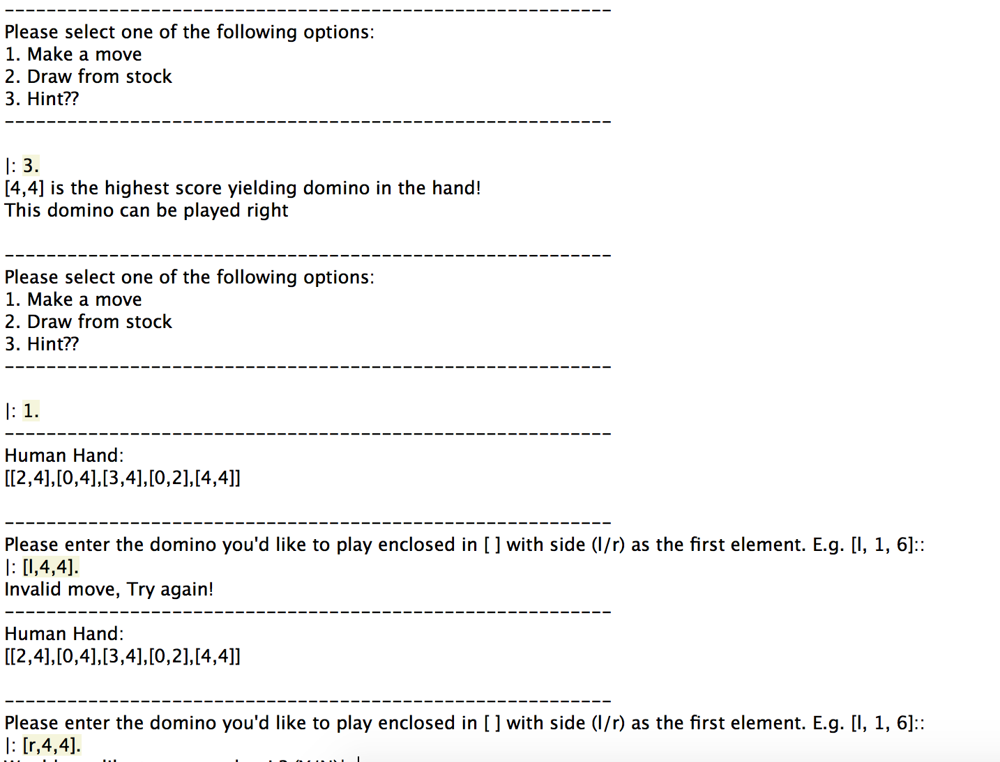 ----------------------------------------------------------
Please select one of the following options:
1. Make a move
2. Draw from stock
3. Hint??
----------------------------------------------------------
|: 3.
[4,4] is the highest score yielding domino in the hand!
This domino can be played right
----------------------------------------------------------
Please select one of the following options:
1. Make a move
2. Draw from stock
3. Hint??
----------------------------------------------------------
|: 1.
----------------------------------------------------------
Human Hand:
[[2,4],[0,4],[3,4],[0,2],[4,4]]
----------------------------------------------------------
Please enter the domino you'd like to play enclosed in [ ] with side (l/r) as the first element. E.g. [l, 1, 6]::
|: [l,4,4].
Invalid move, Try again!
----------------------------------------------------------
Human Hand:
[[2,4],[0,4],[3,4],[0,2],[4,4]]
----------------------------------------------------------
Please enter the domino you'd like to play enclosed in [ ] with side (l/r) as the first element. E.g. [l, 1, 6]::
|: [r,4,4].